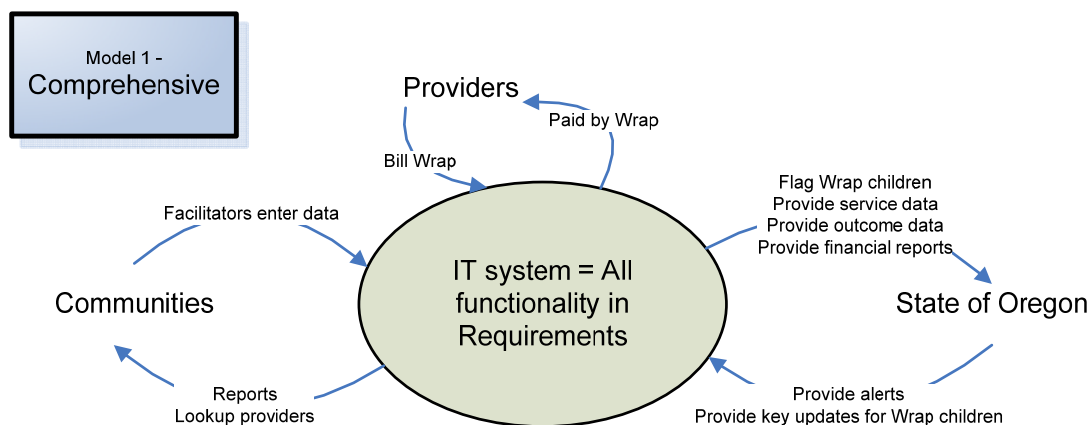 Model 1 -
Comprehensive
Providers
Paid by Wrap
Bill Wrap
Flag Wrap children
Provide service data
Provide outcome data
Provide financial reports
Facilitators enter data
IT system = All
functionality in
Requirements
Communities
State of Oregon
Reports
Lookup providers
Provide alerts
Provide key updates for Wrap children